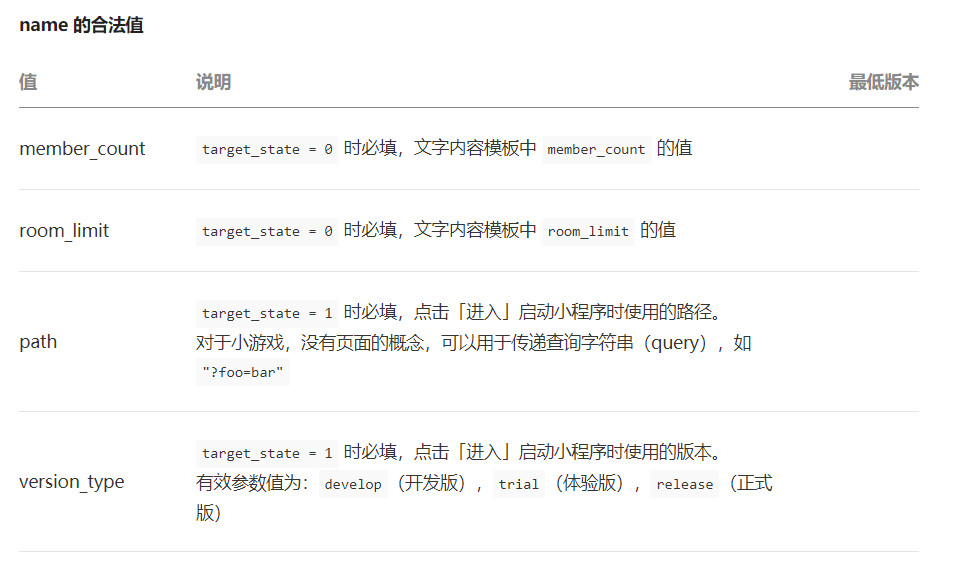 name 的合法值
值 说明 最低版本
member_count target_state = 0 时必填，文字内容模板中 member_count 的值
room_limit target_state = 0 时必填，文字内容模板中 room_limit 的值
target_state = 1 时必填，点击「进入」启动小程序时使用的路径。
path 对于小游戏，没有页面的概念，可以用于传递查询字符串（query），如
"?foo=bar"
target_state = 1 时必填，点击「进入」启动小程序时使用的版本。
version_type 有效参数值为：develop（开发版），trial（体验版），release（正式
版）